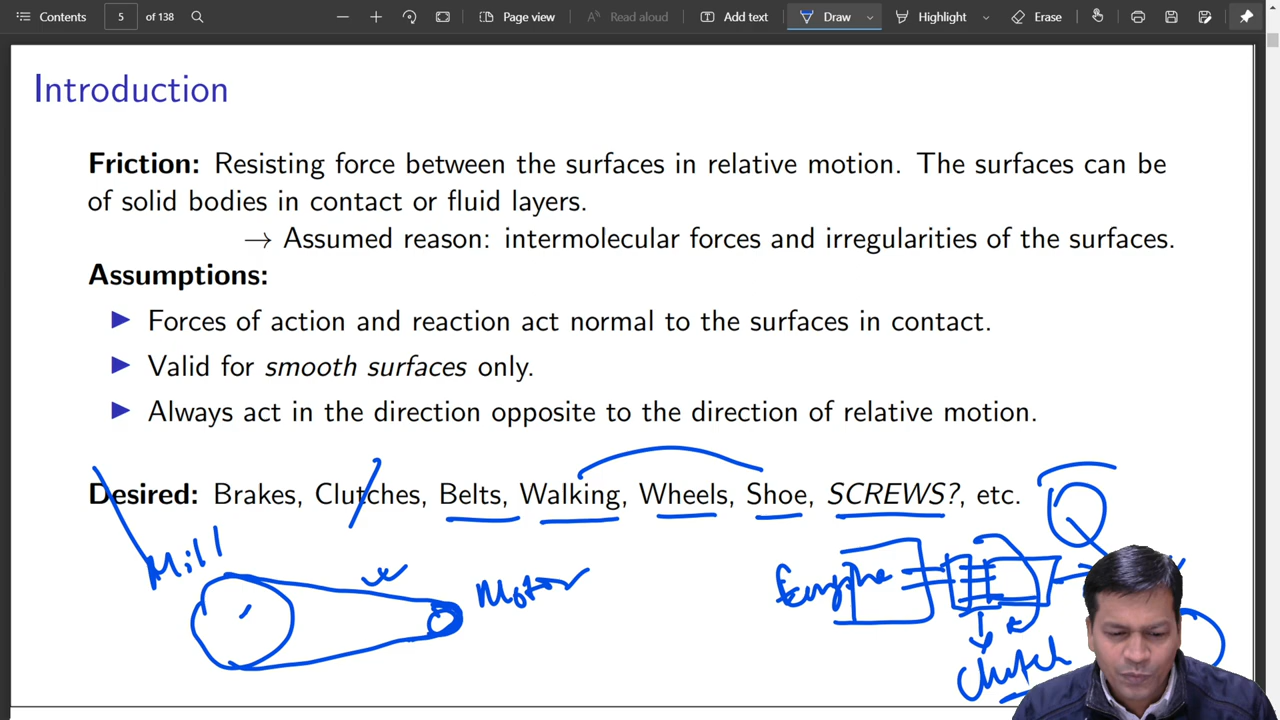 Contents
5 of 138
Page view
Read aloud
Add text
Draw
Highlight
Erase
Introduction
Friction: Resisting force between the surfaces in relative motion. The surfaces can be
of solid bodies in contact or fluid layers.
→ Assumed reason: intermolecular forces and irregularities of the surfaces.
Assumptions:
▶ Forces of action and reaction act normal to the surfaces in contact.
▶ Valid for smooth surfaces only.
▶ Always act in the direction opposite to the direction of relative motion.
Desired: Brakes, Clutches, Belts, Walking, Wheels, Shoe, SCREWS?, etc.
Mill
Motor
clutch